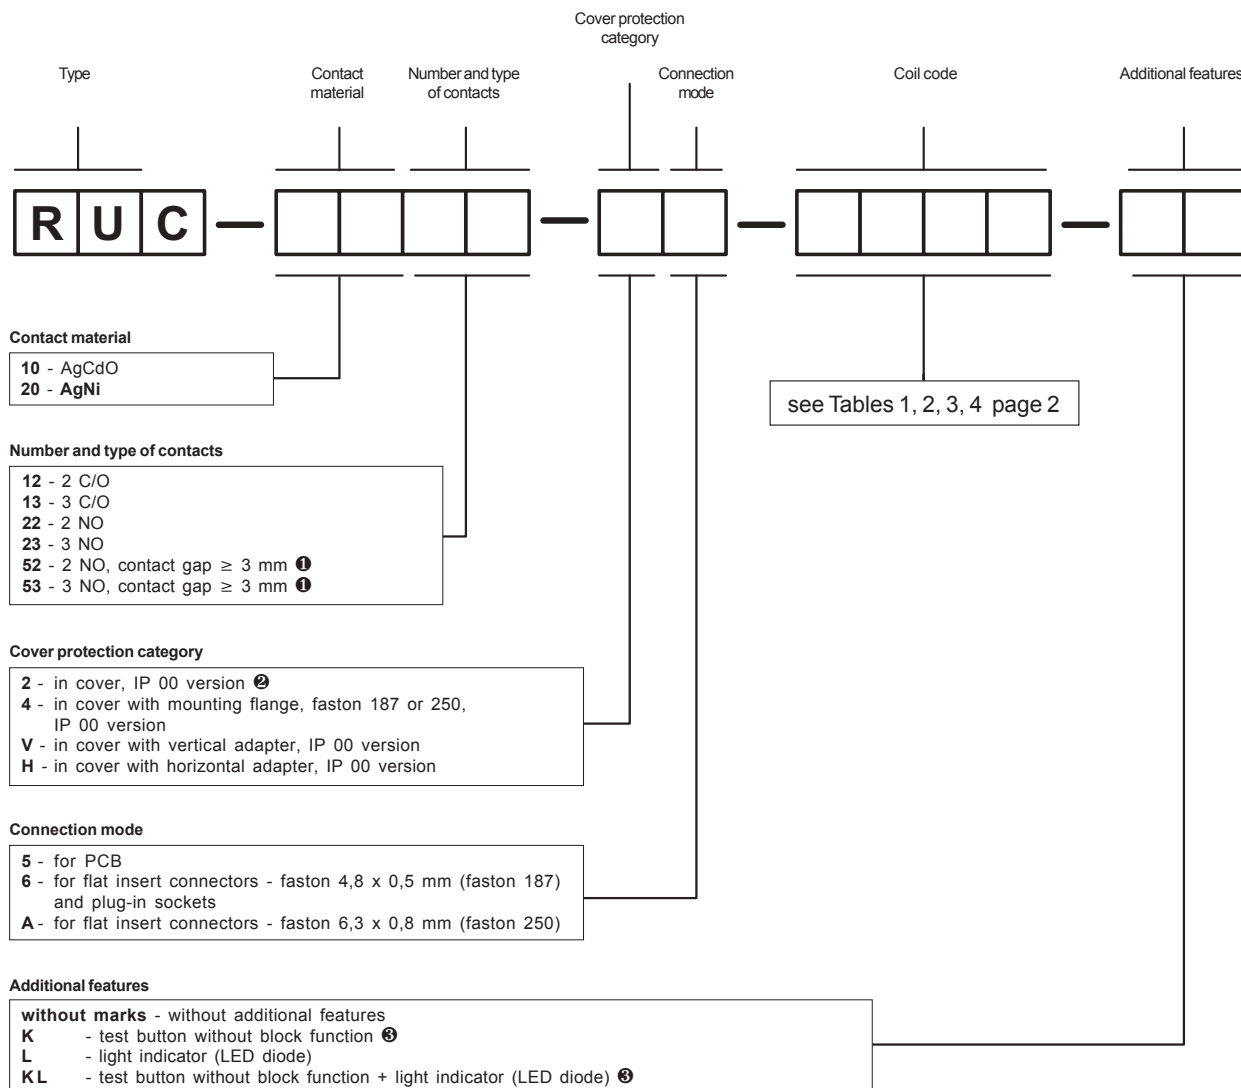 Cover protection
category
Type
Contact
material
Number and type
of contacts
Connection
mode
Coil code
Additional features
R U C
Contact material
10 - AgCdO
20 - AgNi
see Tables 1, 2, 3, 4 page 2
Number and type of contacts
12 - 2 C/O
13 - 3 C/O
22 - 2 NO
23 - 3 NO
52 - 2 NO, contact gap ≥ 3 mm ❶
53 - 3 NO, contact gap ≥ 3 mm ❶
Cover protection category
2 - in cover, IP 00 version ❷
4 - in cover with mounting flange, faston 187 or 250,
IP 00 version
V - in cover with vertical adapter, IP 00 version
H - in cover with horizontal adapter, IP 00 version
Connection mode
5 - for PCB
6 - for flat insert connectors - faston 4,8 x 0,5 mm (faston 187)
and plug-in sockets
A - for flat insert connectors - faston 6,3 x 0,8 mm (faston 250)
Additional features
without marks - without additional features
K - test button without block function ❸
L - light indicator (LED diode)
KL - test button without block function + light indicator (LED diode) ❸